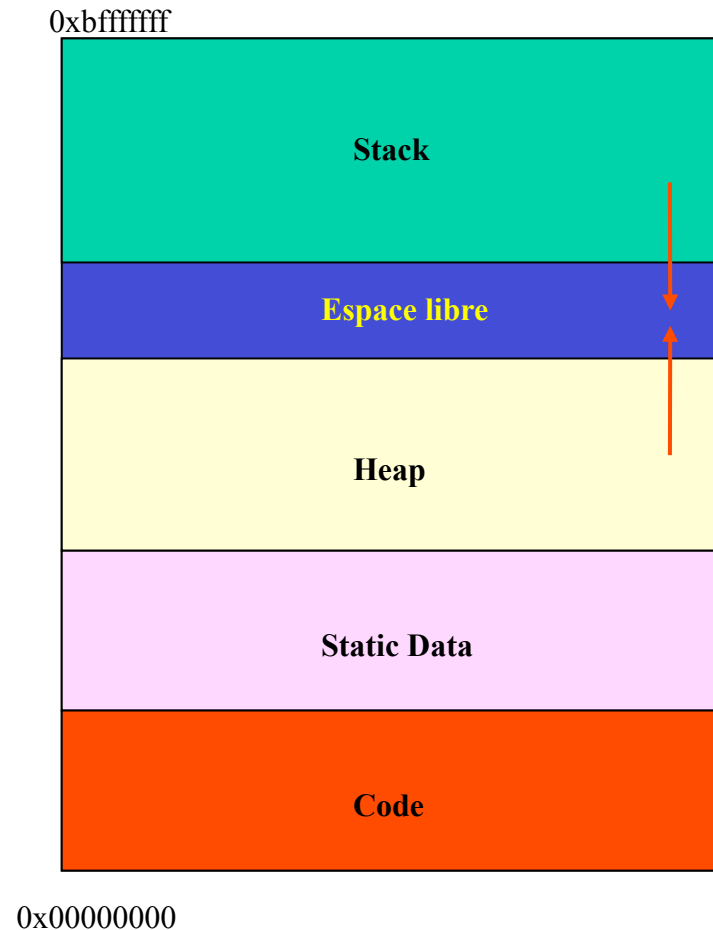 0xbfffffff
Stack
Espace libre
Heap
Static Data
Code
0x00000000